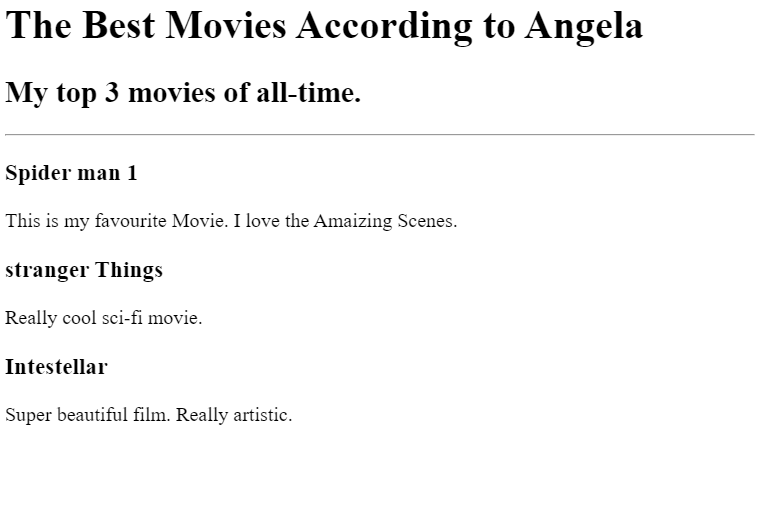 The Best Movies According to Angela
My top 3 movies of all-time.
Spider man 1
This is my favourite Movie. I love the Amaizing Scenes.
stranger Things
Really cool sci-fi movie.
Intestellar
Super beautiful film. Really artistic.